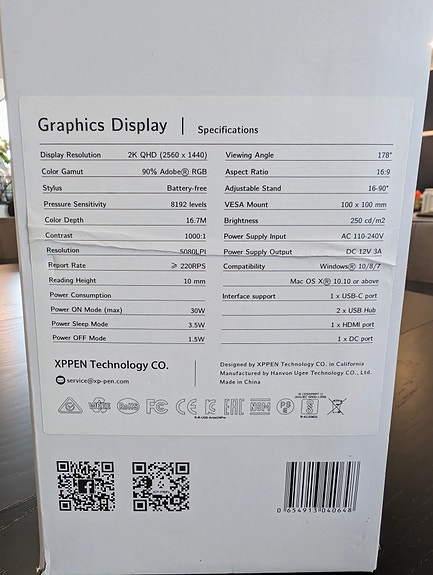 Graphics Display | Specifications
Display Resolution 2K QHD (2560 x 1440)
Color Gamut 90% Adobe® RGB
Stylus Battery-free
Pressure Sensitivity 8192 levels
Color Depth 16.7M
Contrast 1000:1
Resolution 5080LPI
Report Rate ⩾ 220RPS
Reading Height 10 mm
Power Consumption
Power ON Mode (max) 30W
Power Sleep Mode 3.5W
Power OFF Mode 1.5W
Viewing Angle 178°
Aspect Ratio 16:9
Adjustable Stand 16-90°
VESA Mount 100 x 100 mm
Brightness 250 cd/m2
Power Supply Input AC 110-240V
Power Supply Output DC 12V 3A
Compatibility Windows® 10/8/7
Mac OS X® 10.10 or above
Interface support 1 x USB-C port
2 x USB Hub
1 x HDMI port
1 x DC port
XPPEN Technology CO.
service@xp-pen.com
Designed by XPPEN Technology CO. in California
Manufactured by Hanvon Ugee Technology CO., Ltd.
Made in China
RoHS FC CE EAC NOM PS E
0 654913 040648